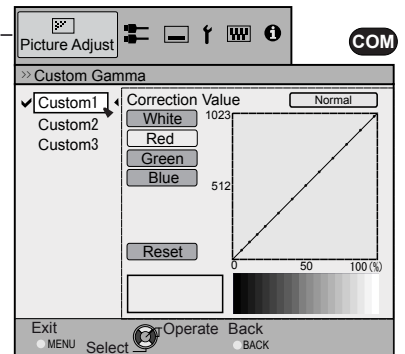 Picture Adjust
COM
>> Custom Gamma
Custom1
Custom2
Custom3
Correction Value
Normal
White
Red
Green
Blue
Reset
1023
512
0 50 100 (%)
Exit
MENU
Select
Operate
Back
BACK